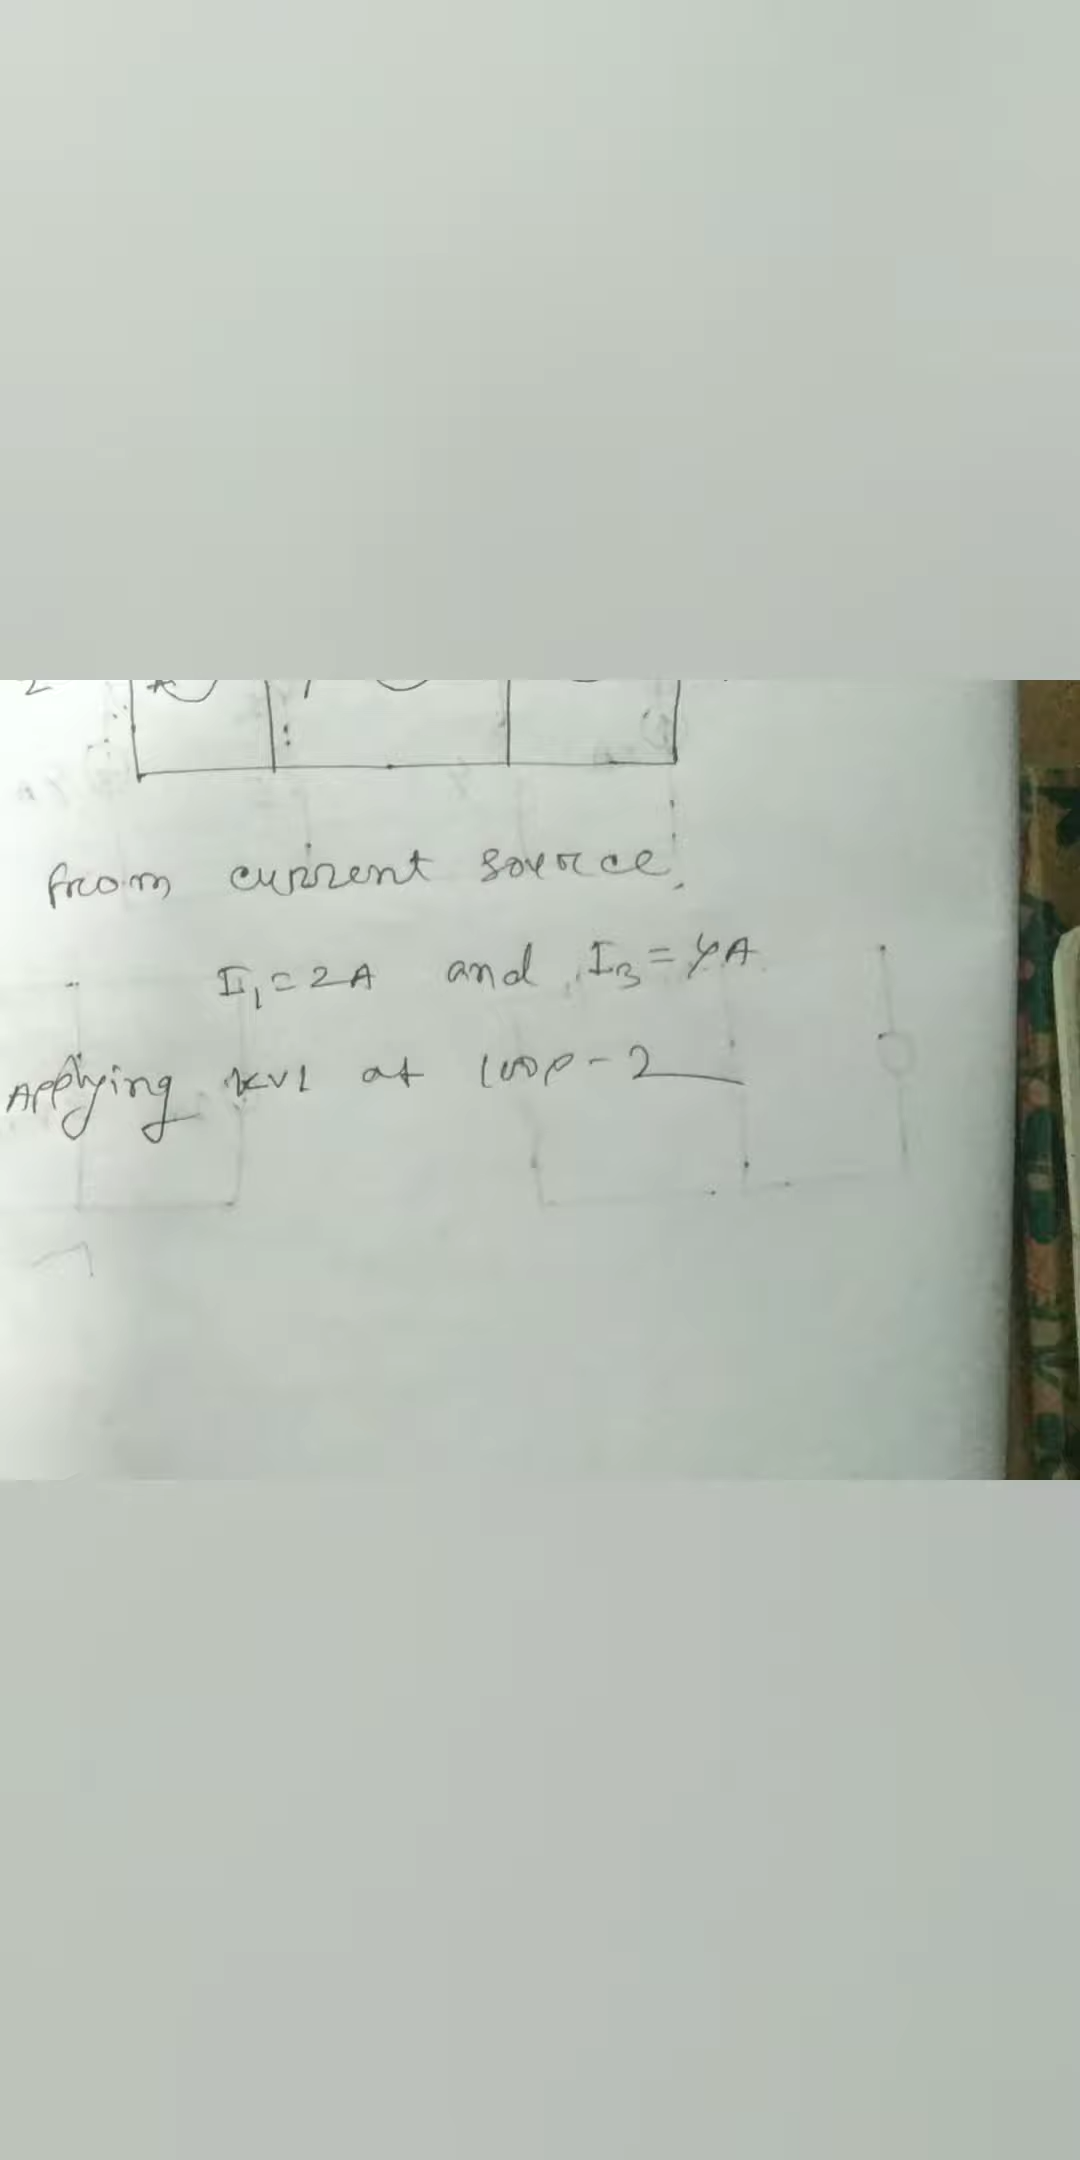 from current source,
I₁ = 2A and I₃ = 4A
Applying KVL at loop-2